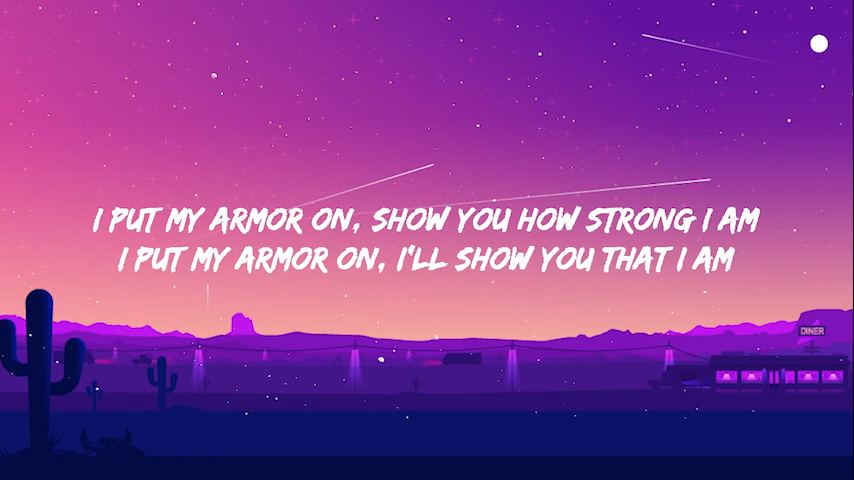 I PUT MY ARMOR ON, SHOW YOU HOW STRONG I AM
I PUT MY ARMOR ON, I'LL SHOW YOU THAT I AM
DINER